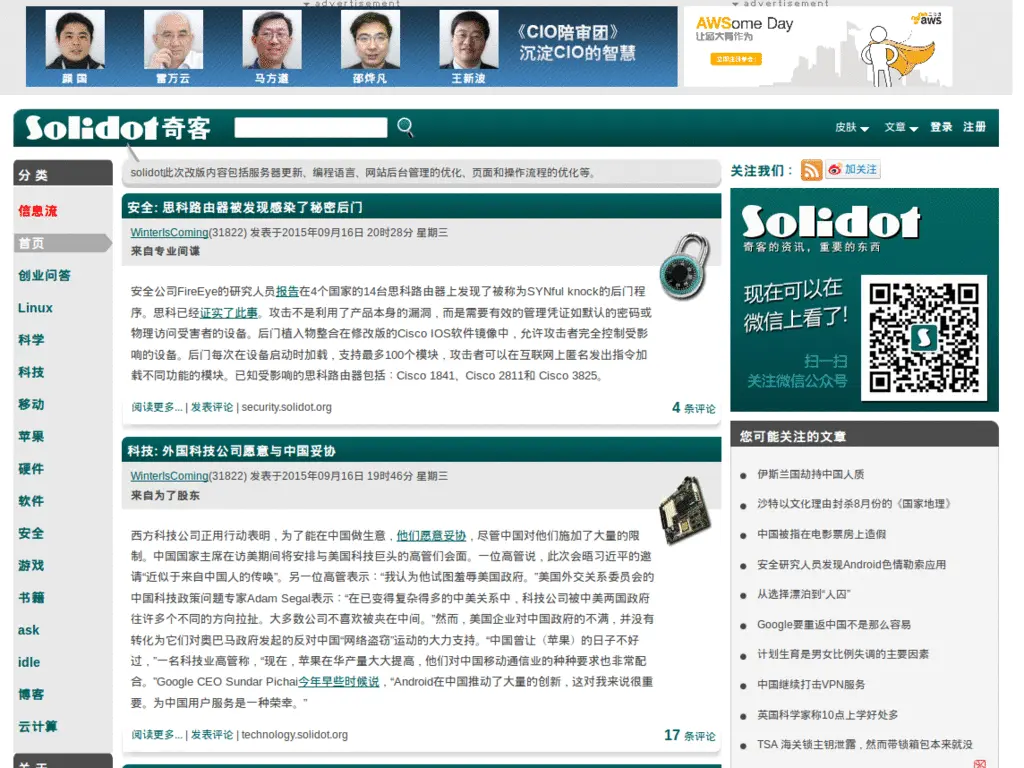 advertisement
advertisement
颜 国
雷万云
马方遒
邵烨凡
王新波
《CIO陪审团》
沉淀CIO的智慧
AWSome Day
让云大有作为
aws
Solidot奇客
皮肤
文章
登录
注册
solidot此次改版内容包括服务器更新、编程语言、网站后台管理的优化、页面和操作流程的优化等。
关注我们：
加关注
分 类
信息流
首页
创业问答
Linux
科学
科技
移动
苹果
硬件
软件
安全
游戏
书籍
ask
idle
博客
云计算
关 于
安全: 思科路由器被发现感染了秘密后门
WinterIsComing(31822) 发表于2015年09月16日 20时28分 星期三
来自专业间谍
安全公司FireEye的研究人员报告在4个国家的14台思科路由器上发现了被称为SYNful knock的后门程
序。思科已经证实了此事。攻击不是利用了产品本身的漏洞，而是需要有效的管理凭证如默认的密码或
物理访问受害者的设备。后门植入物整合在修改版的Cisco IOS软件镜像中，允许攻击者完全控制受影
响的设备。后门每次在设备启动时加载，支持最多100个模块，攻击者可以在互联网上匿名发出指令加
载不同功能的模块。已知受影响的思科路由器包括：Cisco 1841、Cisco 2811和 Cisco 3825。
阅读更多... | 发表评论 | security.solidot.org
4 条评论
科技: 外国科技公司愿意与中国妥协
WinterIsComing(31822) 发表于2015年09月16日 19时46分 星期三
来自为了股东
西方科技公司正用行动表明，为了能在中国做生意，他们愿意妥协，尽管中国对他们施加了大量的限
制。中国国家主席在访美期间将安排与美国科技巨头的高管们会面。一位高管说，此次会晤习近平的邀
请“近似于来自中国人的传唤”。另一位高管表示：“我认为他试图羞辱美国政府。”美国外交关系委员会的
中国科技政策问题专家Adam Segal表示：“在已变得复杂得多的中美关系中，科技公司被中美两国政府
往许多个不同的方向拉扯。大多数公司不喜欢被夹在中间。”然而，美国企业对中国政府的不满，并没有
转化为它们对奥巴马政府发起的反对中国“网络盗窃”运动的大力支持。“中国曾让（苹果）的日子不好
过，”一名科技业高管称，“现在，苹果在华产量大大提高，他们对中国移动通信业的种种要求也非常配
合。”Google CEO Sundar Pichai今年早些时候说，“Android在中国推动了大量的创新，这对我来说很重
要。为中国用户服务是一种荣幸。”
阅读更多... | 发表评论 | technology.solidot.org
17 条评论
Solidot
奇客的资讯，重要的东西
现在可以在
微信上看了!
扫一扫
关注微信公众号
您可能关注的文章
伊斯兰国劫持中国人质
沙特以文化理由封杀8月份的《国家地理》
中国被指在电影票房上造假
安全研究人员发现Android色情勒索应用
从选择漂泊到“人囚”
Google要重返中国不是那么容易
计划生育是男女比例失调的主要因素
中国继续打击VPN服务
英国科学家称10点上学好处多
TSA 海关锁主钥泄露，然而带锁箱包本来就没